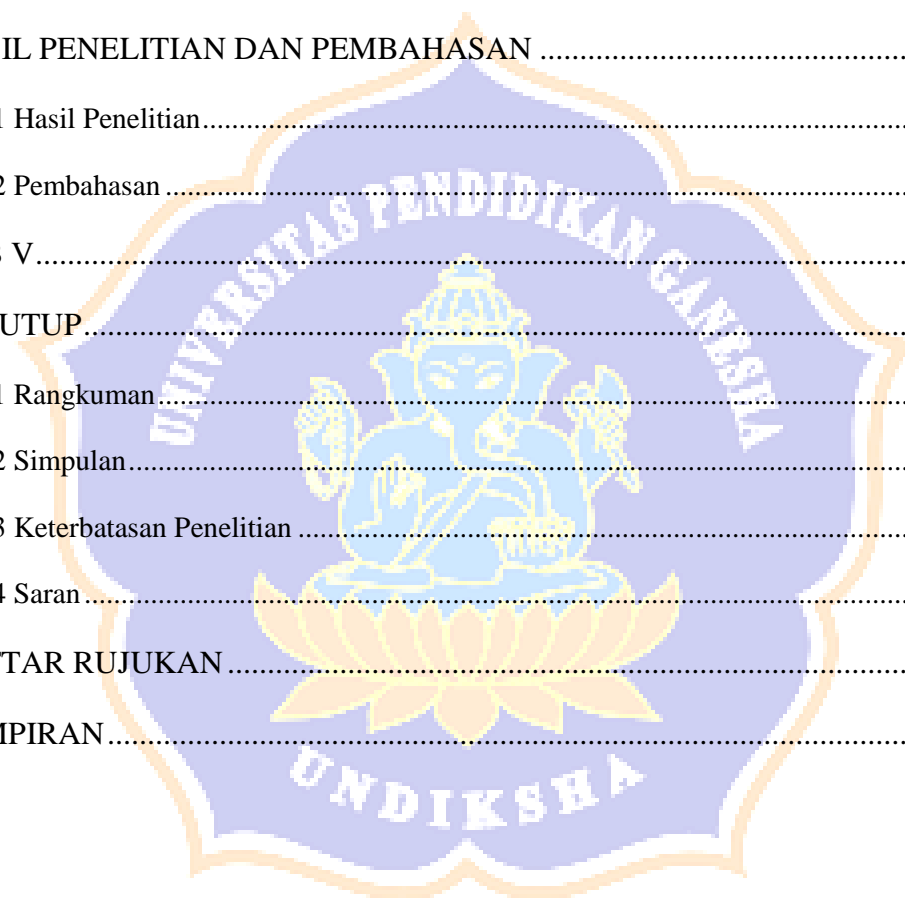 IL PENELITIAN DAN PEMBAHASAN ..............................................
1 Hasil Penelitian..............................................................................................
2 Pembahasan ..................................................................................................
V..............................................................................................................
UTUP.......................................................................................................
1 Rangkuman...................................................................................................
2 Simpulan.......................................................................................................
3 Keterbatasan Penelitian .................................................................................
4 Saran.............................................................................................................
TAR RUJUKAN ........................................................................................
MPIRAN....................................................................................................
UNIVERSITAS PENDIDIKAN GANESHA
UNDIKSHA